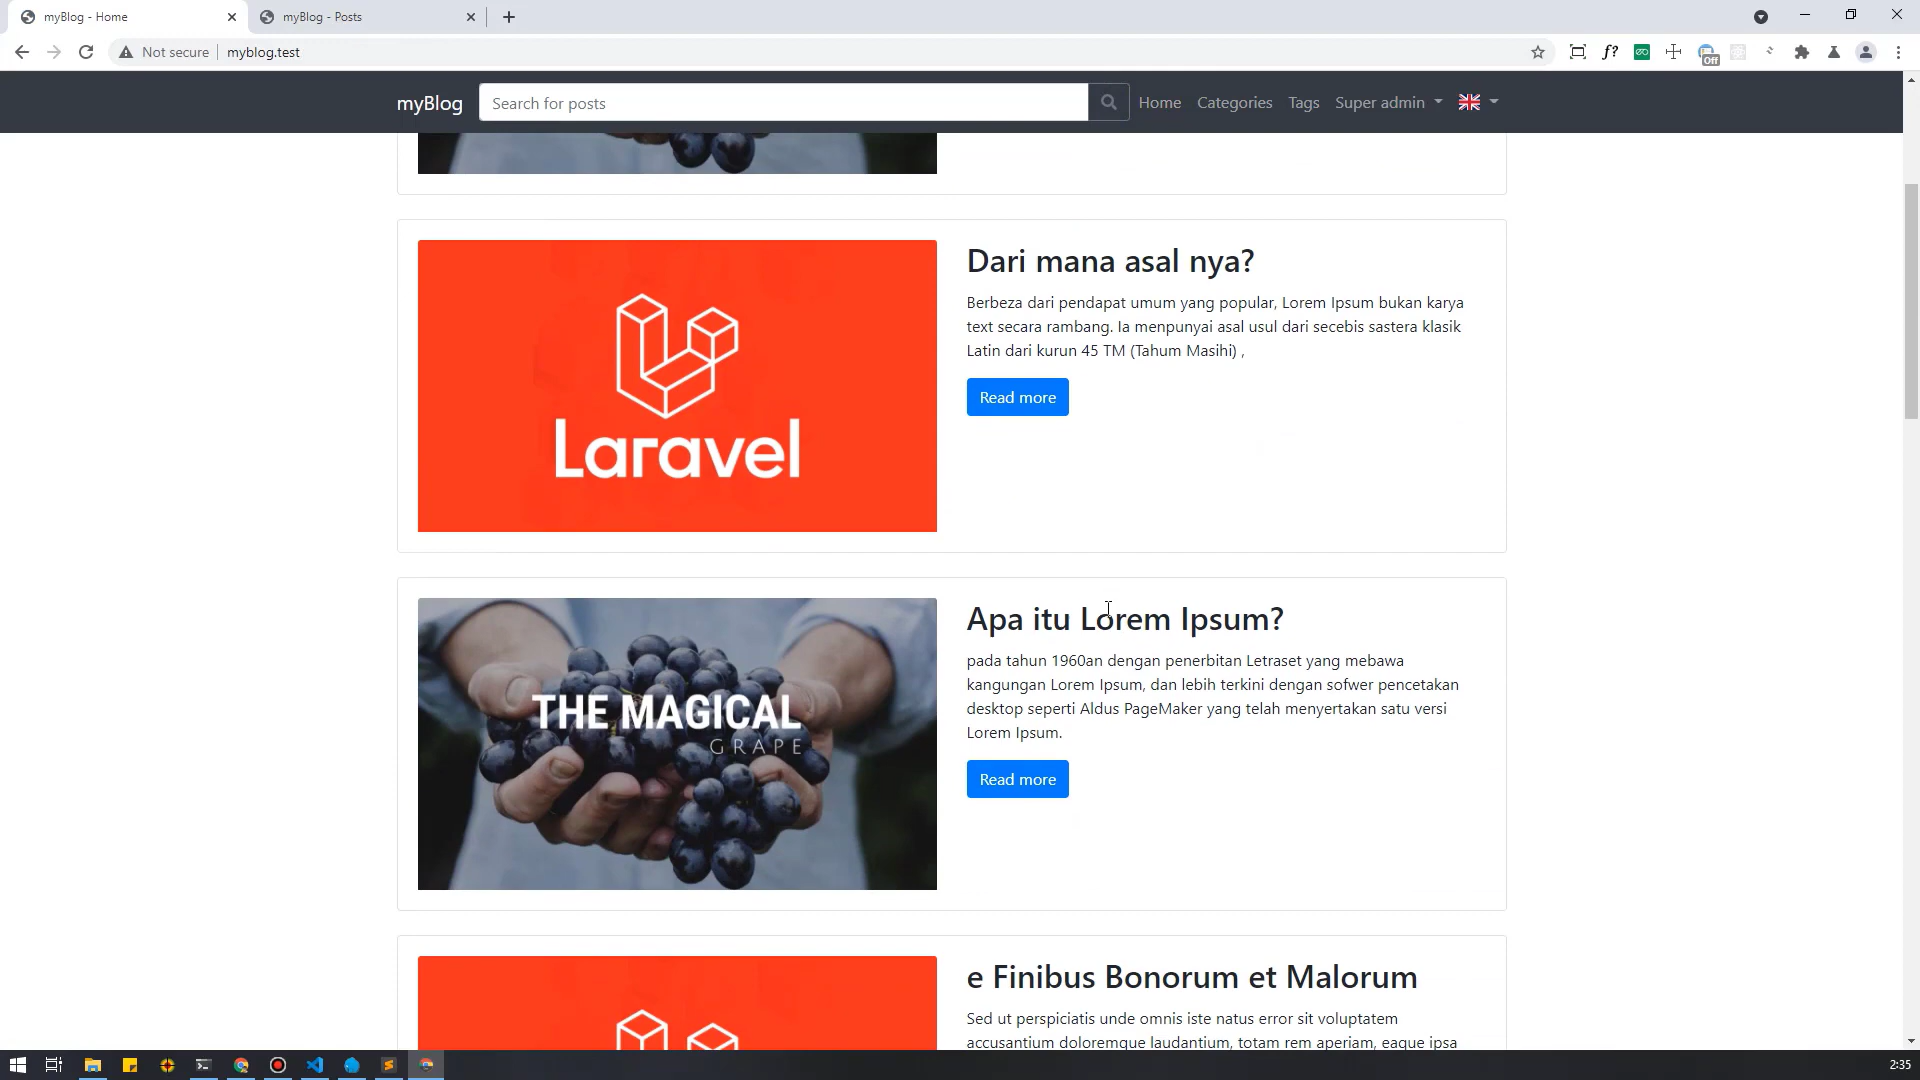 myBlog - Home
myBlog - Posts
Not secure
myblog.test
f?
Off
myBlog
Search for posts
Home
Categories
Tags
Super admin
Dari mana asal nya?
Berbeza dari pendapat umum yang popular, Lorem Ipsum bukan karya
text secara rambang. Ia menpunyai asal usul dari secebis sastera klasik
Latin dari kurun 45 TM (Tahum Masihi) ,
Read more
Laravel
Apa itu Lorem Ipsum?
pada tahun 1960an dengan penerbitan Letraset yang mebawa
kangungan Lorem Ipsum, dan lebih terkini dengan sofwer pencetakan
desktop seperti Aldus PageMaker yang telah menyertakan satu versi
Lorem Ipsum.
Read more
THE MAGICAL
GRAPE
e Finibus Bonorum et Malorum
Sed ut perspiciatis unde omnis iste natus error sit voluptatem
accusantium doloremque laudantium, totam rem aperiam, eaque ipsa
2:35